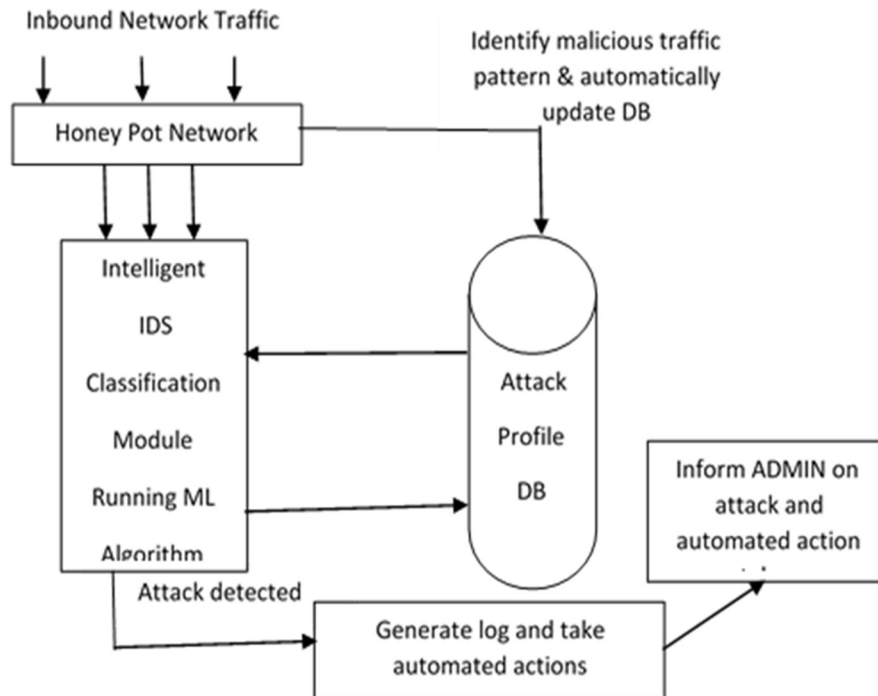 Inbound Network Traffic
Identify malicious traffic
pattern & automatically
update DB
Honey Pot Network
Intelligent
IDS
Classification
Module
Running ML
Algorithm
Attack
Profile
DB
Inform ADMIN on
attack and
automated action
Attack detected
Generate log and take
automated actions